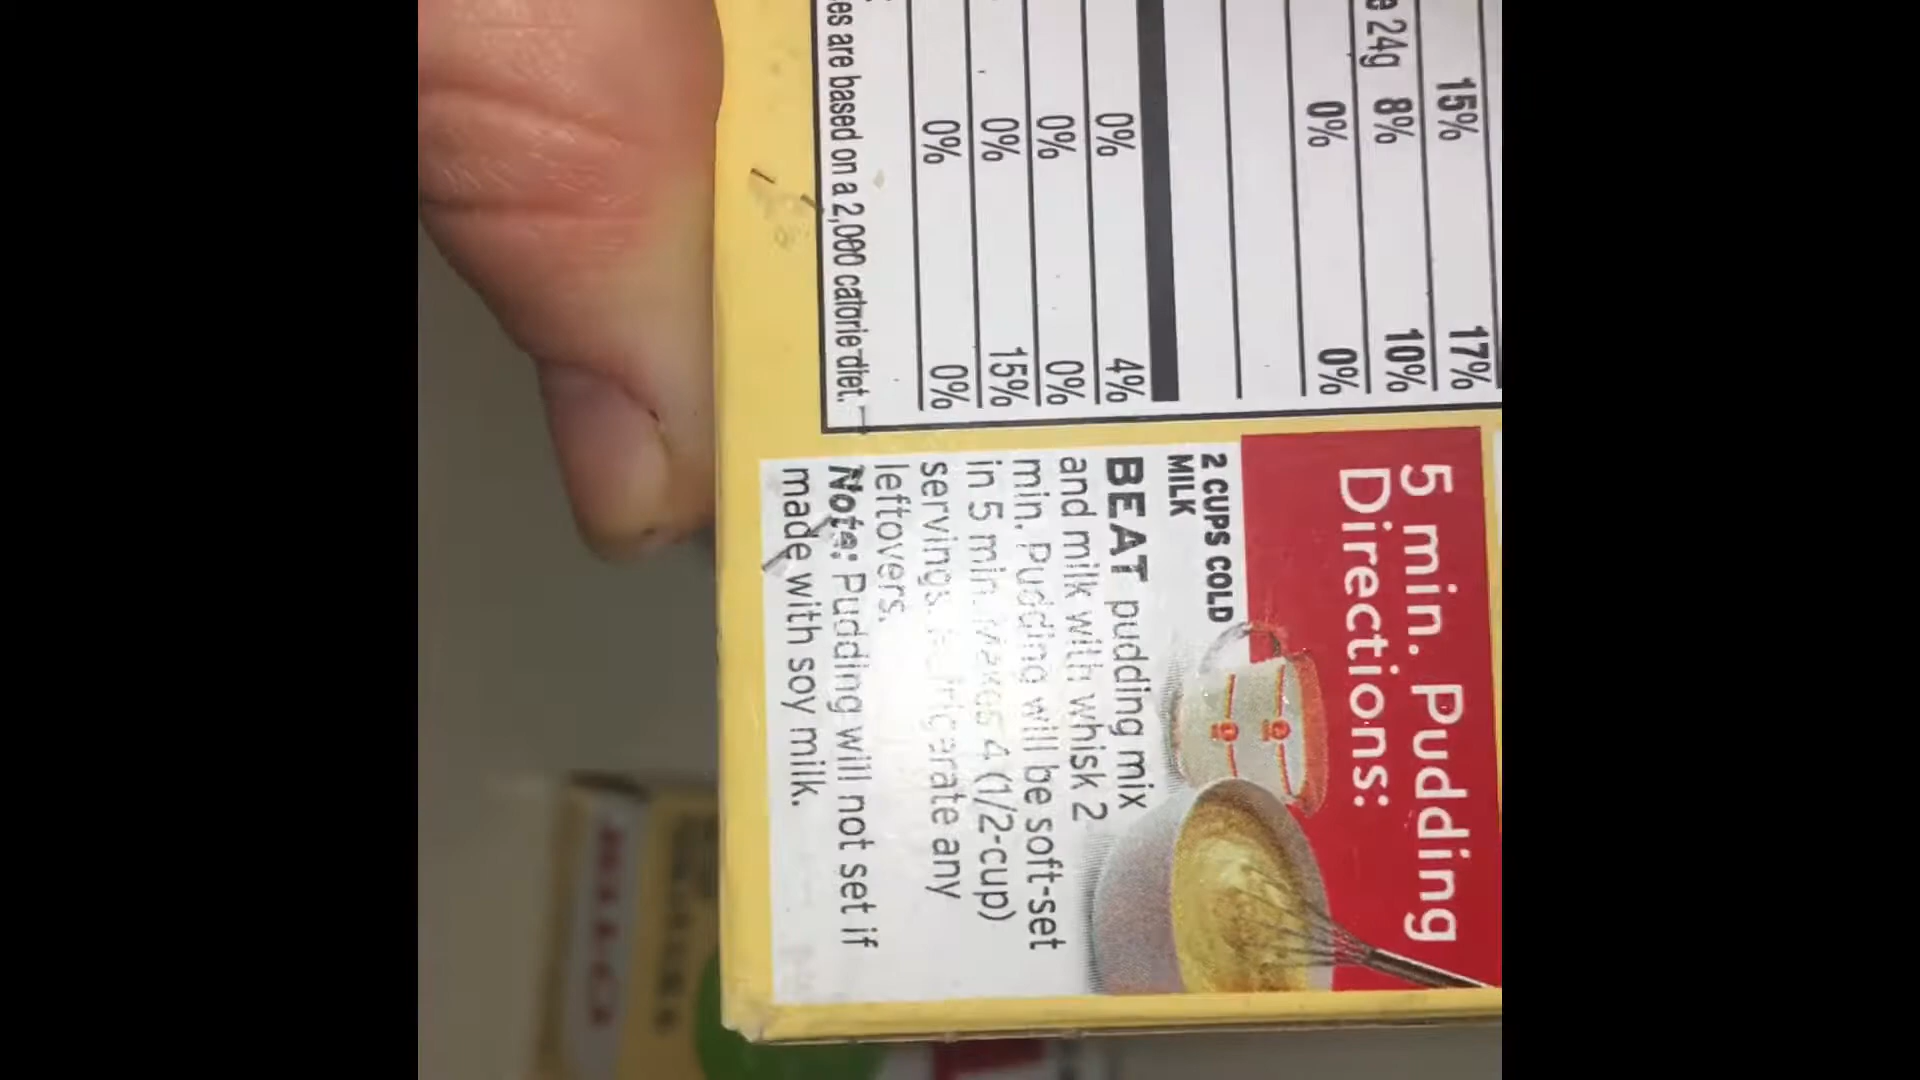 e 24g
15% 17%
8% 10%
0% 0%
0% 4%
0% 0%
0% 15%
0% 0%
es are based on a 2,000 calorie diet.
5 min. Pudding
Directions:
2 CUPS COLD
MILK
BEAT pudding mix
and milk with whisk 2
min. Pudding will be soft-set
in 5 min. Makes 4 (1/2-cup)
servings. Refrigerate any
leftovers.
Note: Pudding will not set if
made with soy milk.
JELL-O